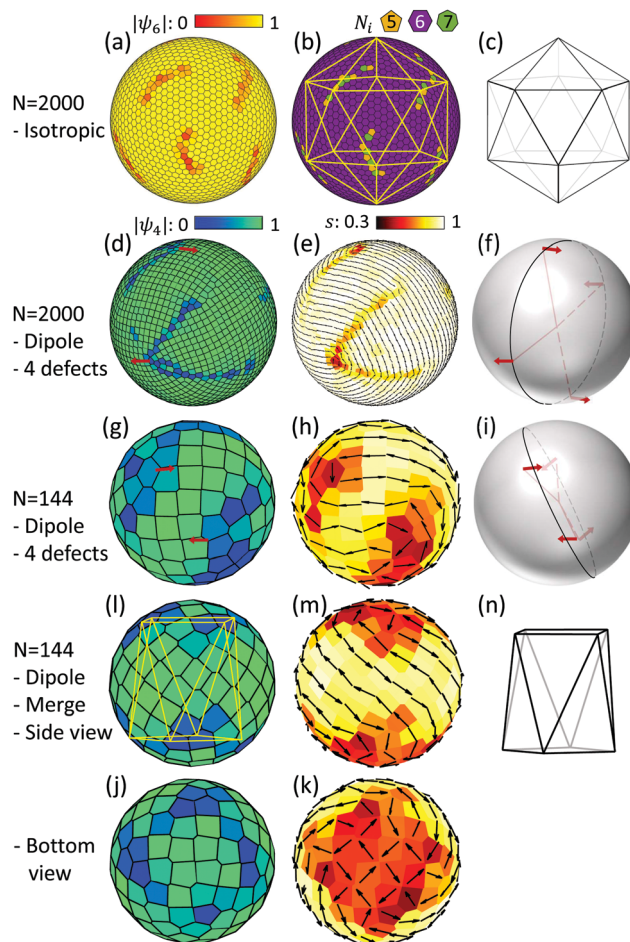 |ψ₆|: 0 1 Nᵢ 5 6 7
(a) (b) (c)
N=2000
- Isotropic
|ψ₄|: 0 1 s: 0.3 1
(d) (e) (f)
N=2000
- Dipole
- 4 defects
(g) (h) (i)
N=144
- Dipole
- 4 defects
(l) (m) (n)
N=144
- Dipole
- Merge
- Side view
(j) (k)
- Bottom
view